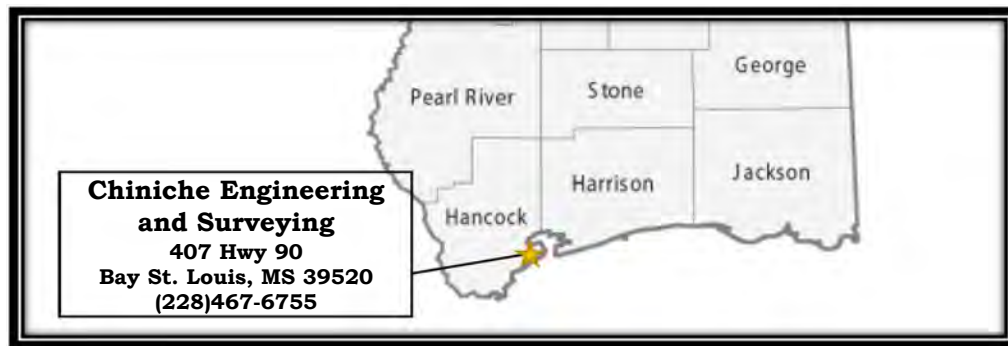 George
Pearl River
Stone
Jackson
Harrison
Hancock
Chiniche Engineering
and Surveying
407 Hwy 90
Bay St. Louis, MS 39520
(228)467-6755